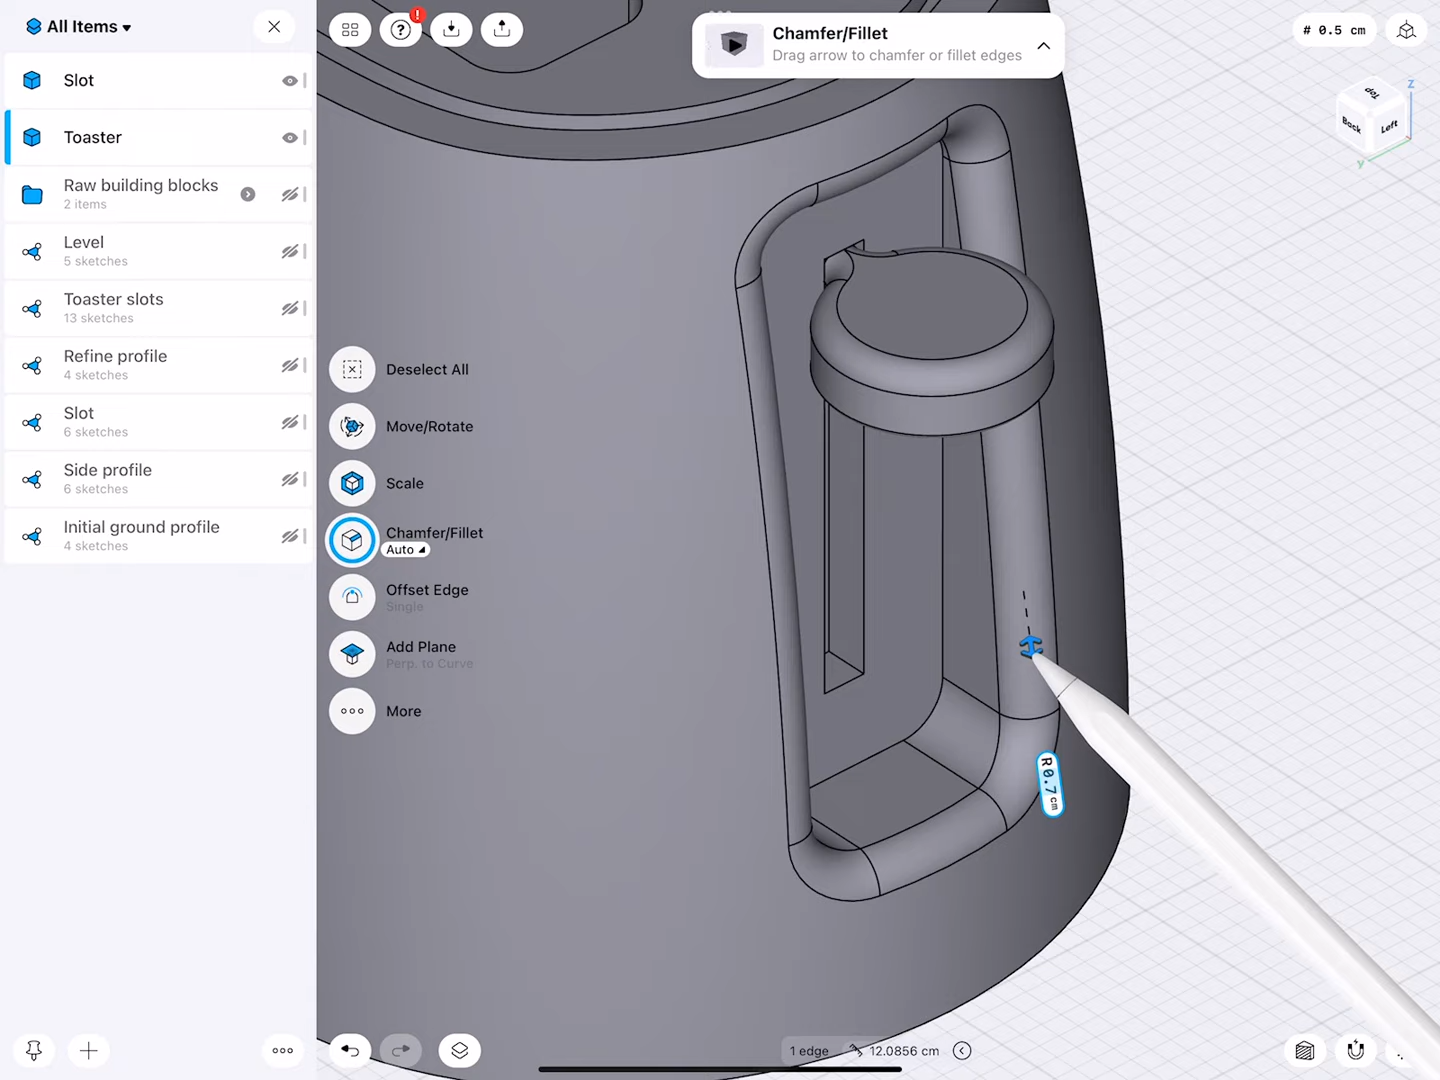 All Items
Slot
Toaster
Raw building blocks
2 items
Level
5 sketches
Toaster slots
13 sketches
Refine profile
4 sketches
Slot
6 sketches
Side profile
6 sketches
Initial ground profile
4 sketches
?
!
Chamfer/Fillet
Drag arrow to chamfer or fillet edges
# 0.5 cm
Top
Back
Left
Z
Y
Deselect All
Move/Rotate
Scale
Chamfer/Fillet
Auto
Offset Edge
Single
Add Plane
Perp. to Curve
More
R0.7 cm
1 edge
12.0856 cm